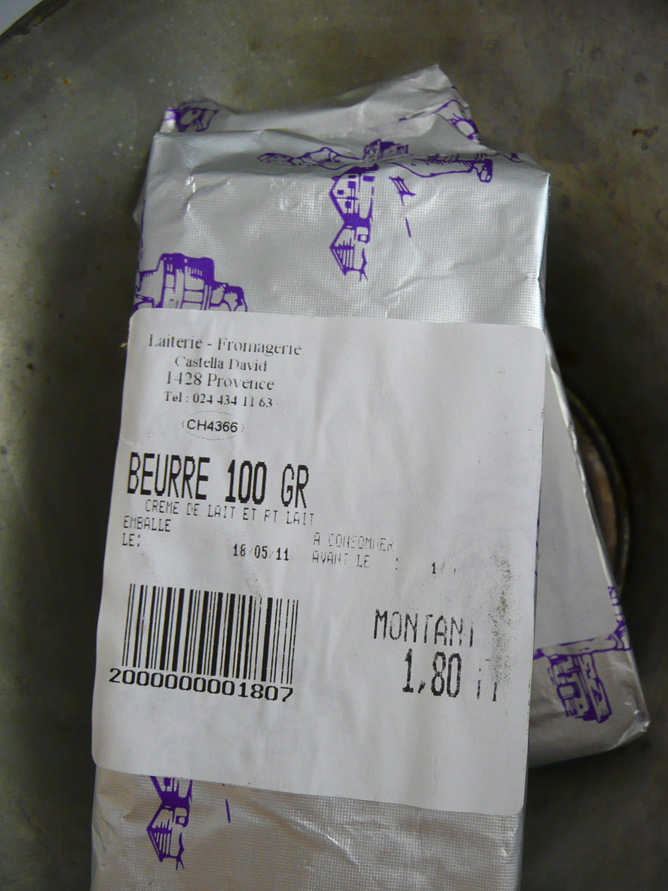 Laiterie - Fromagerie
Castella David
1428 Provence
Tel : 024 434 11 63
CH4366
BEURRE 100 GR
CREME DE LAIT ET PT LAIT
EMBALLE
LE: 18/05/11
A CONSOMMER
AVANT LE :
MONTANT
1,80
2000000001807